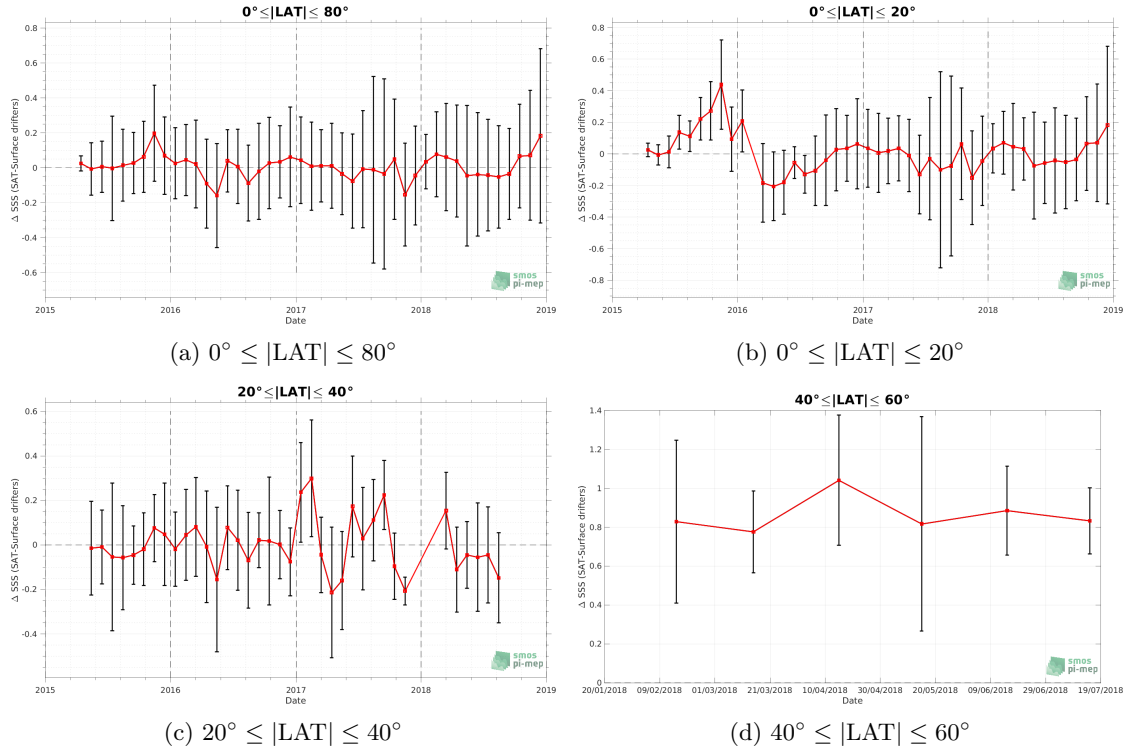 0°≤|LAT|≤ 80°
0.8
0.6
0.4
0.2
0
-0.2
-0.4
-0.6
Δ SSS (SAT-Surface drifters)
2015
2016
2017
2018
2019
Date
smos
pi-mep
(a) 0° ≤ |LAT| ≤ 80°
0°≤|LAT|≤ 20°
0.8
0.6
0.4
0.2
0
-0.2
-0.4
-0.6
-0.8
Δ SSS (SAT-Surface drifters)
2015
2016
2017
2018
2019
Date
smos
pi-mep
(b) 0° ≤ |LAT| ≤ 20°
20°≤|LAT|≤ 40°
0.6
0.4
0.2
0
-0.2
-0.4
Δ SSS (SAT-Surface drifters)
2015
2016
2017
2018
2019
Date
smos
pi-mep
(c) 20° ≤ |LAT| ≤ 40°
40°≤|LAT|≤ 60°
1.4
1.2
1
0.8
0.6
0.4
0.2
0
Δ SSS (SAT-Surface drifters)
20/01/2018
09/02/2018
01/03/2018
21/03/2018
10/04/2018
30/04/2018
20/05/2018
09/06/2018
29/06/2018
19/07/2018
Date
smos
pi-mep
(d) 40° ≤ |LAT| ≤ 60°